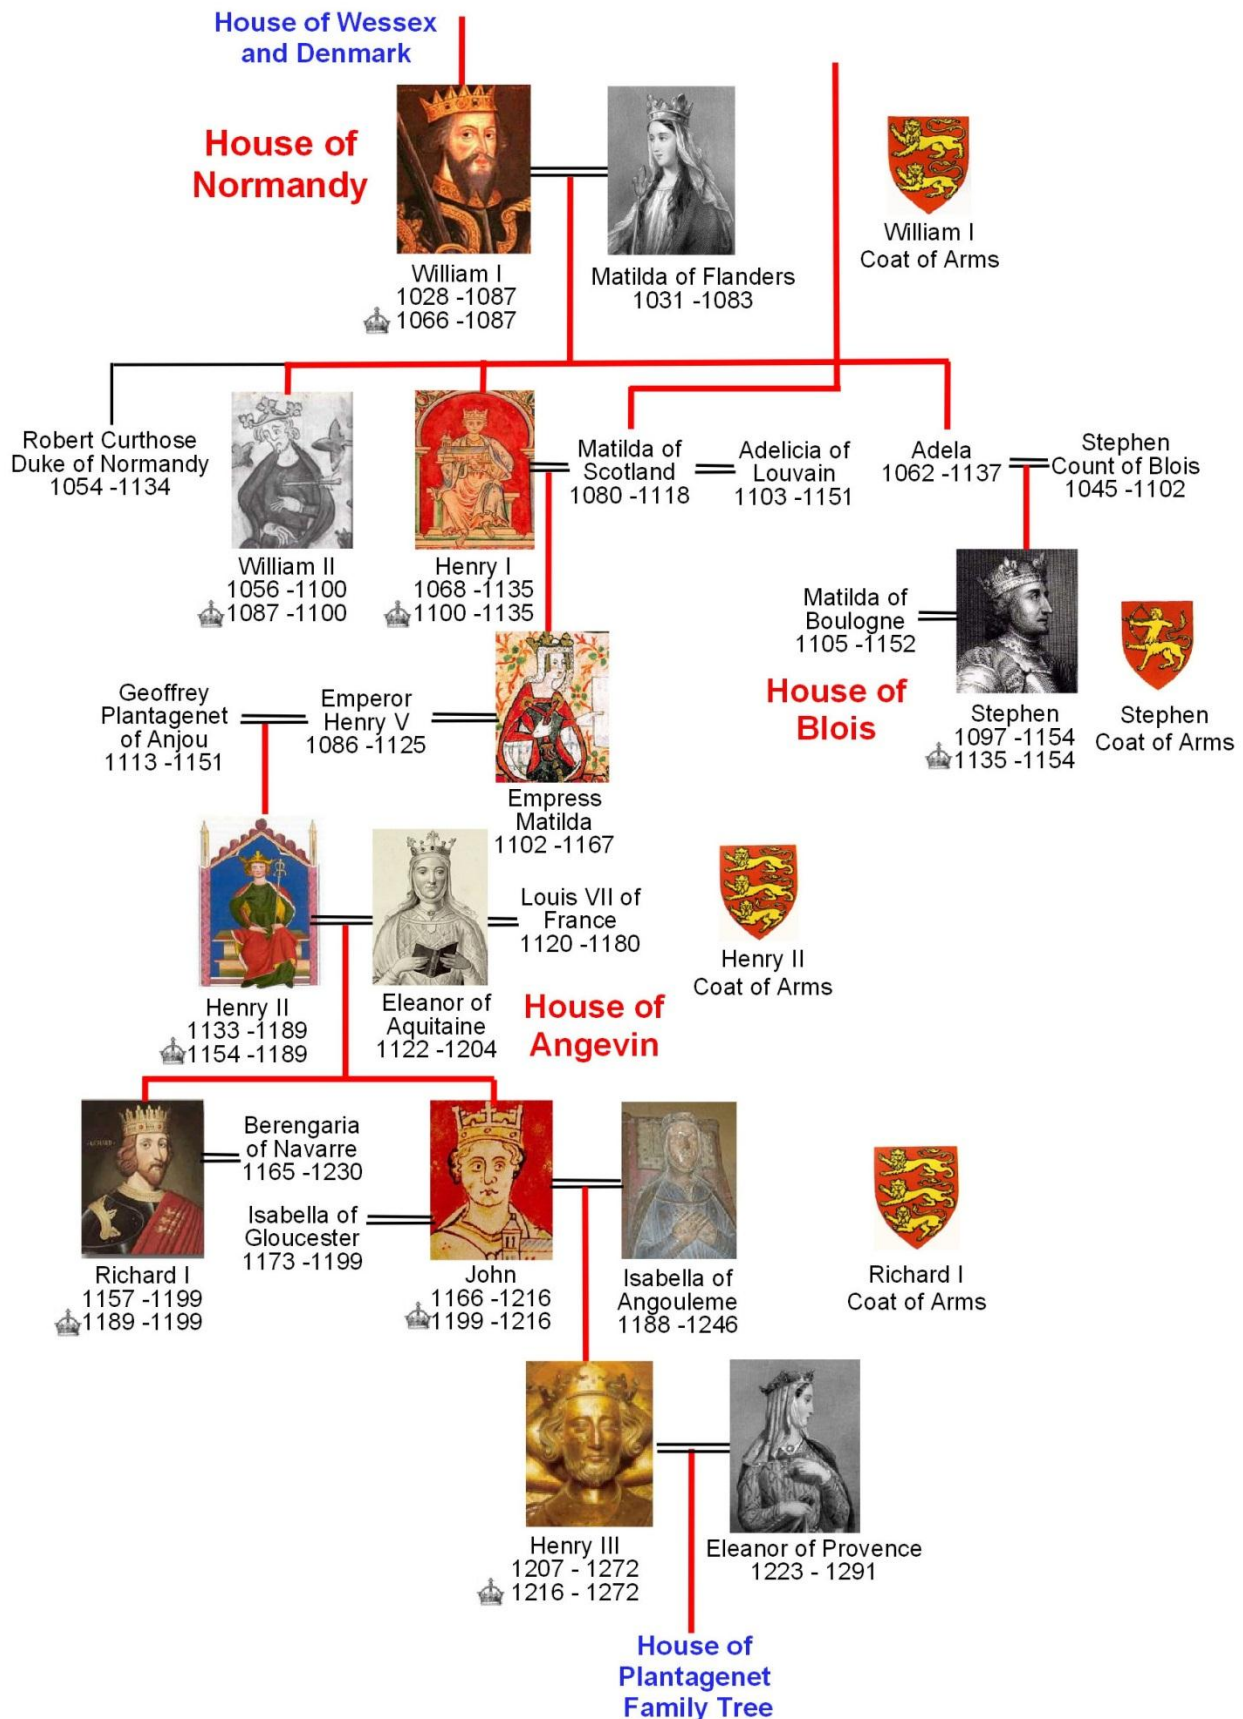 House of Wessex
and Denmark
House of
Normandy
William I
1028 -1087
1066 -1087
Matilda of Flanders
1031 -1083
William I
Coat of Arms
Robert Curthose
Duke of Normandy
1054 -1134
William II
1056 -1100
1087 -1100
Henry I
1068 -1135
1100 -1135
Matilda of
Scotland
1080 -1118
Adelicia of
Louvain
1103 -1151
Adela
1062 -1137
Stephen
Count of Blois
1045 -1102
Matilda of
Boulogne
1105 -1152
House of
Blois
Stephen
1097 -1154
1135 -1154
Stephen
Coat of Arms
Geoffrey
Plantagenet
of Anjou
1113 -1151
Emperor
Henry V
1086 -1125
Empress
Matilda
1102 -1167
Henry II
1133 -1189
1154 -1189
Eleanor of
Aquitaine
1122 -1204
Louis VII of
France
1120 -1180
House of
Angevin
Henry II
Coat of Arms
Richard I
1157 -1199
1189 -1199
Berengaria
of Navarre
1165 -1230
Isabella of
Gloucester
1173 -1199
John
1166 -1216
1199 -1216
Isabella of
Angouleme
1188 -1246
Richard I
Coat of Arms
Henry III
1207 - 1272
1216 - 1272
Eleanor of Provence
1223 - 1291
House of
Plantagenet
Family Tree